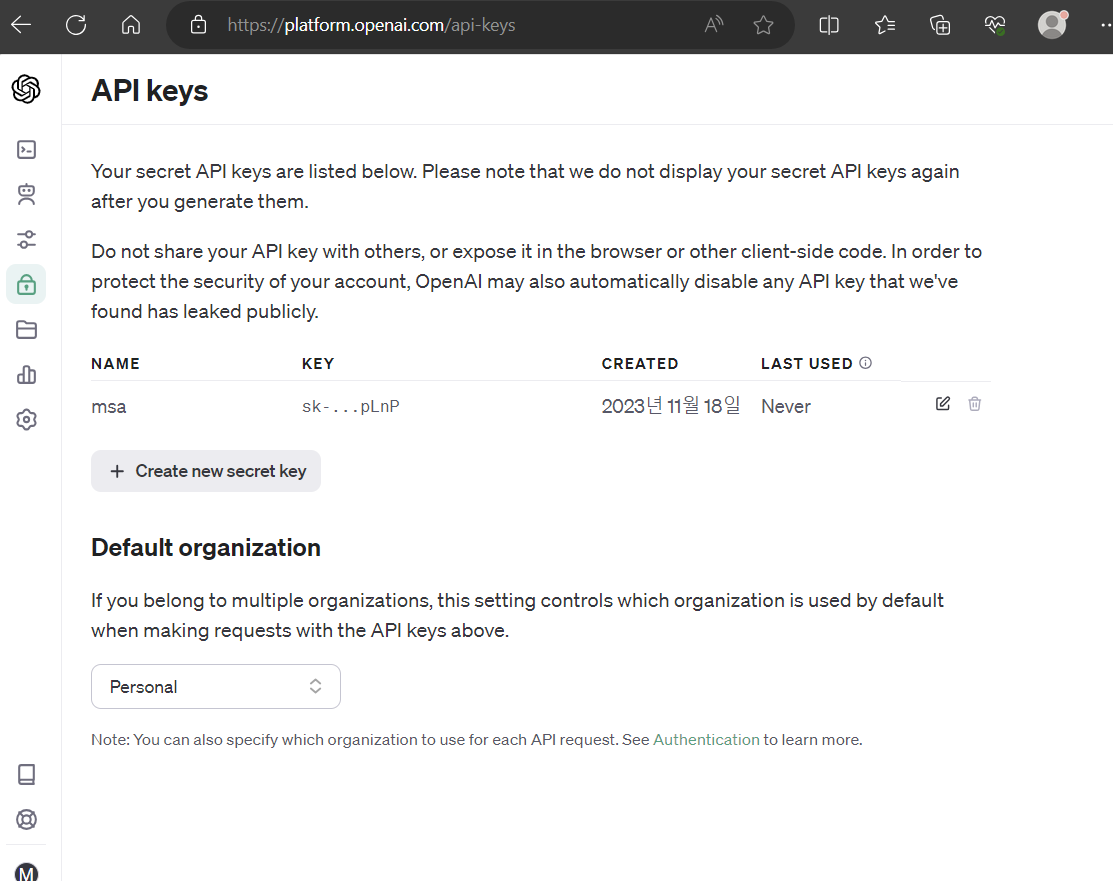 https://platform.openai.com/api-keys
API keys
Your secret API keys are listed below. Please note that we do not display your secret API keys again
after you generate them.
Do not share your API key with others, or expose it in the browser or other client-side code. In order to
protect the security of your account, OpenAI may also automatically disable any API key that we've
found has leaked publicly.
NAME KEY CREATED LAST USED
msa sk-...pLnP 2023년 11월 18일 Never
+ Create new secret key
Default organization
If you belong to multiple organizations, this setting controls which organization is used by default
when making requests with the API keys above.
Personal
Note: You can also specify which organization to use for each API request. See Authentication to learn more.
M